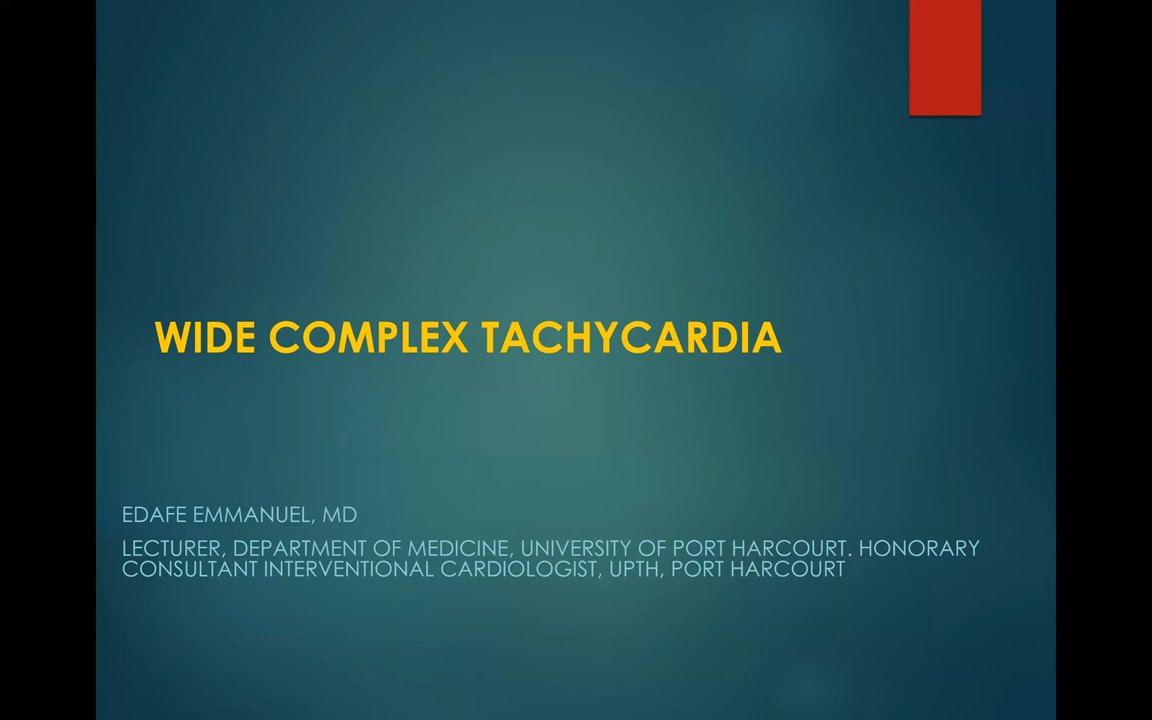 WIDE COMPLEX TACHYCARDIA
EDAFE EMMANUEL, MD
LECTURER, DEPARTMENT OF MEDICINE, UNIVERSITY OF PORT HARCOURT. HONORARY
CONSULTANT INTERVENTIONAL CARDIOLOGIST, UPTH, PORT HARCOURT